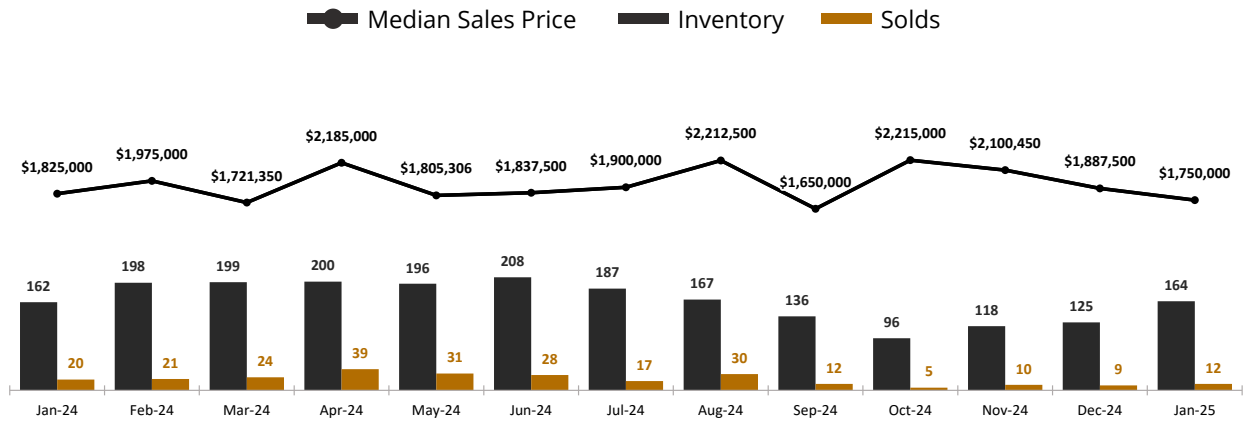 Median Sales Price Inventory Solds
$1,825,000 $1,975,000 $1,721,350 $2,185,000 $1,805,306 $1,837,500 $1,900,000 $2,212,500 $1,650,000 $2,215,000 $2,100,450 $1,887,500 $1,750,000
162 198 199 200 196 208 187 167 136 96 118 125 164
20 21 24 39 31 28 17 30 12 5 10 9 12
Jan-24 Feb-24 Mar-24 Apr-24 May-24 Jun-24 Jul-24 Aug-24 Sep-24 Oct-24 Nov-24 Dec-24 Jan-25